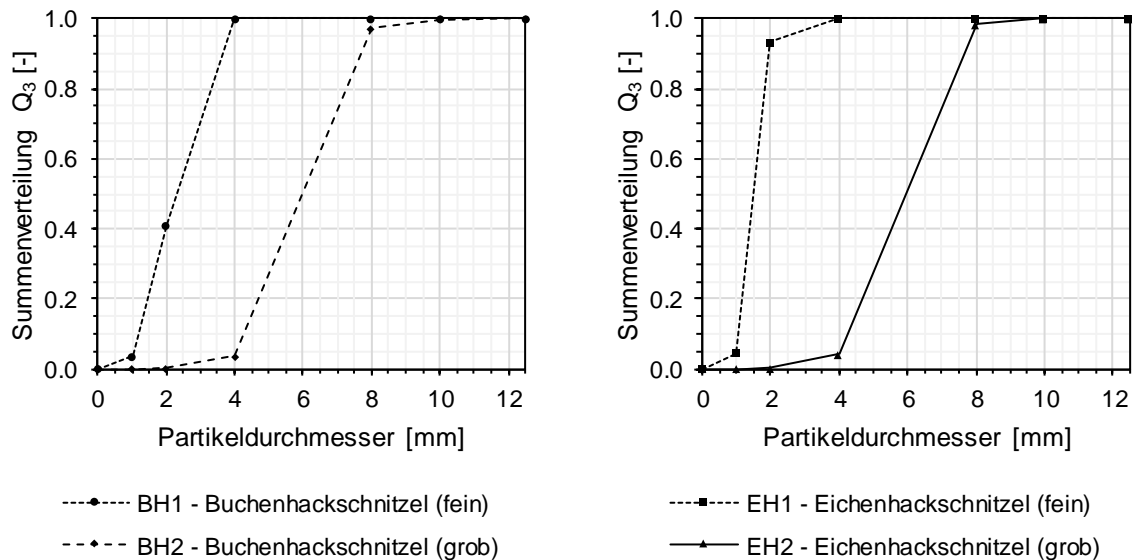 Summenverteilung Q3 [-]
1.0
0.8
0.6
0.4
0.2
0.0
0 2 4 6 8 10 12
Partikeldurchmesser [mm]
BH1 - Buchenhackschnitzel (fein)
BH2 - Buchenhackschnitzel (grob)
Summenverteilung Q3 [-]
1.0
0.8
0.6
0.4
0.2
0.0
0 2 4 6 8 10 12
Partikeldurchmesser [mm]
EH1 - Eichenhackschnitzel (fein)
EH2 - Eichenhackschnitzel (grob)